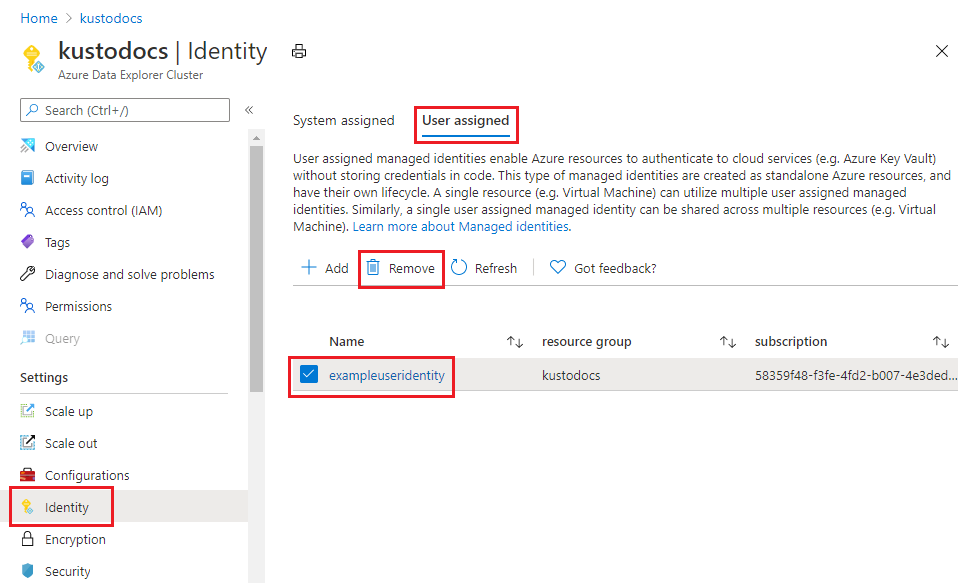 Home > kustodocs
kustodocs | Identity
Azure Data Explorer Cluster
Search (Ctrl+/)
Overview
Activity log
Access control (IAM)
Tags
Diagnose and solve problems
Permissions
Query
Settings
Scale up
Scale out
Configurations
Identity
Encryption
Security
System assigned
User assigned
User assigned managed identities enable Azure resources to authenticate to cloud services (e.g. Azure Key Vault)
without storing credentials in code. This type of managed identities are created as standalone Azure resources, and
have their own lifecycle. A single resource (e.g. Virtual Machine) can utilize multiple user assigned managed
identities. Similarly, a single user assigned managed identity can be shared across multiple resources (e.g. Virtual
Machine). Learn more about Managed identities.
Add Remove Refresh Got feedback?
Name resource group subscription
exampleuseridentity kustodocs 58359f48-f3fe-4fd2-b007-4e3ded...